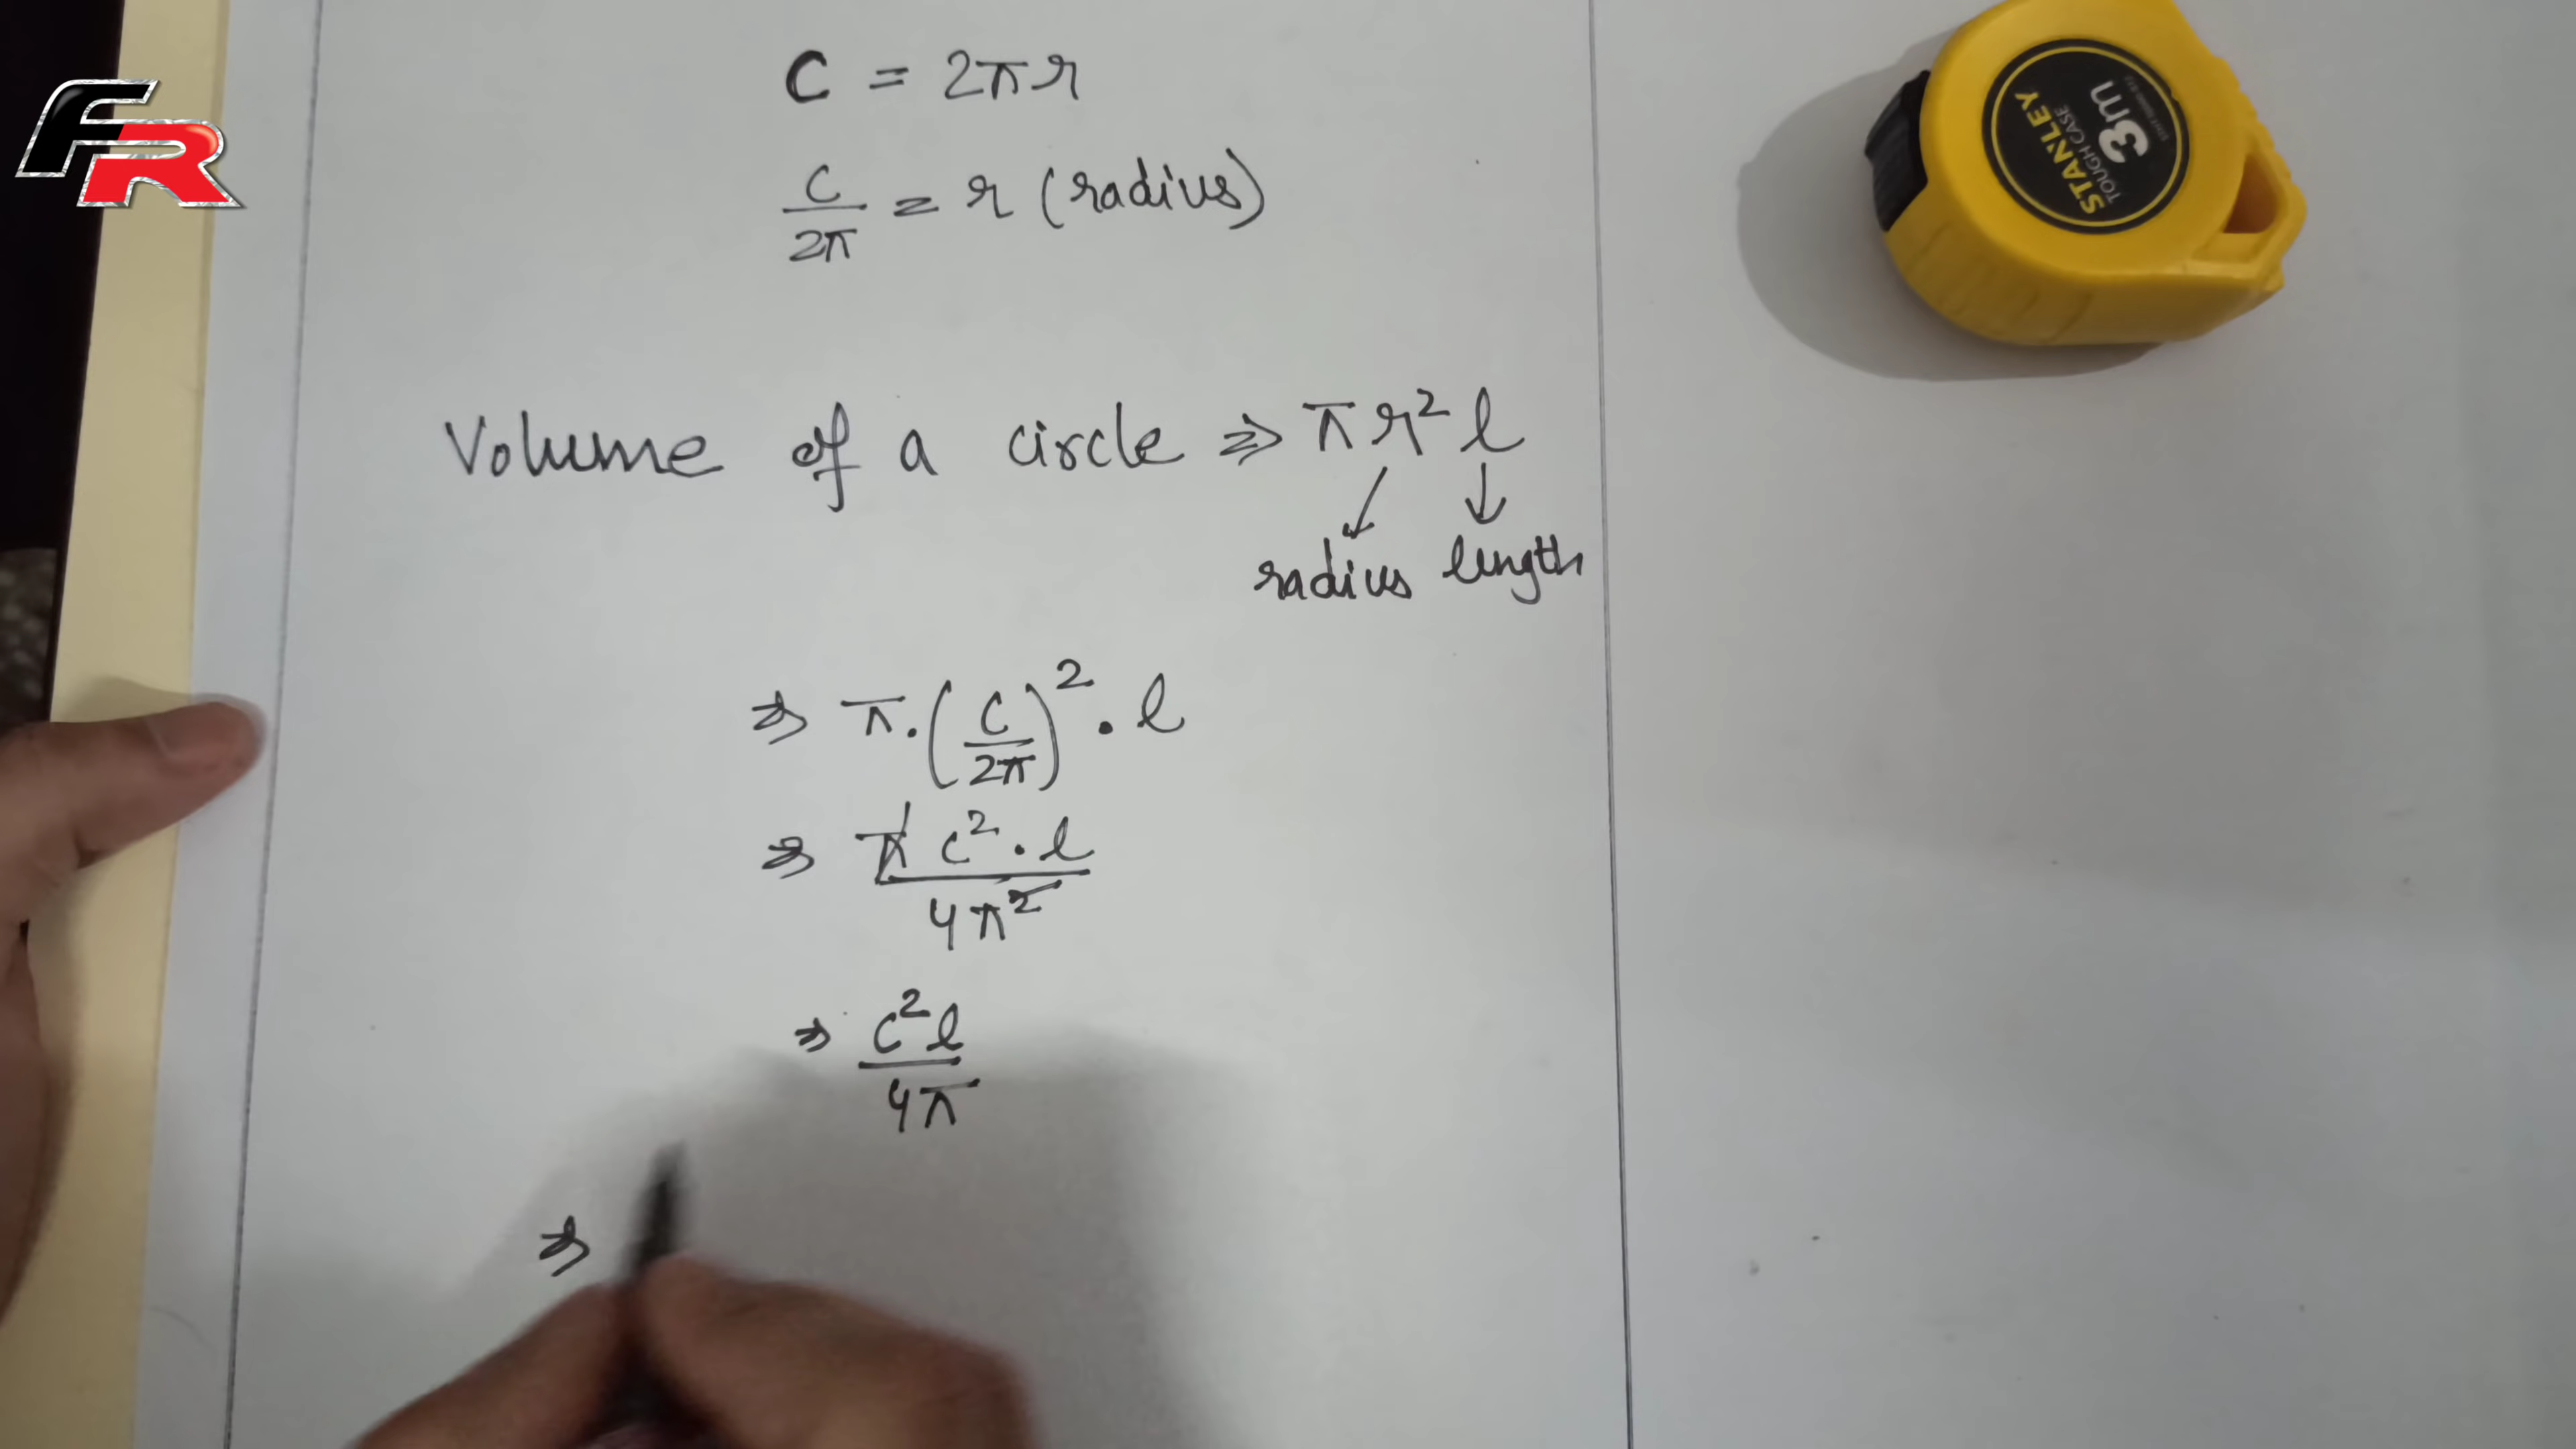 FR
C = 2πr
C/2π = r (radius)
Volume of a circle ⇒ πr²l
radius length
⇒ π.(C/2π)².l
⇒ πc².l/4π²
⇒ c²l/4π
⇒
STANLEY
TOUGH CASE
3m